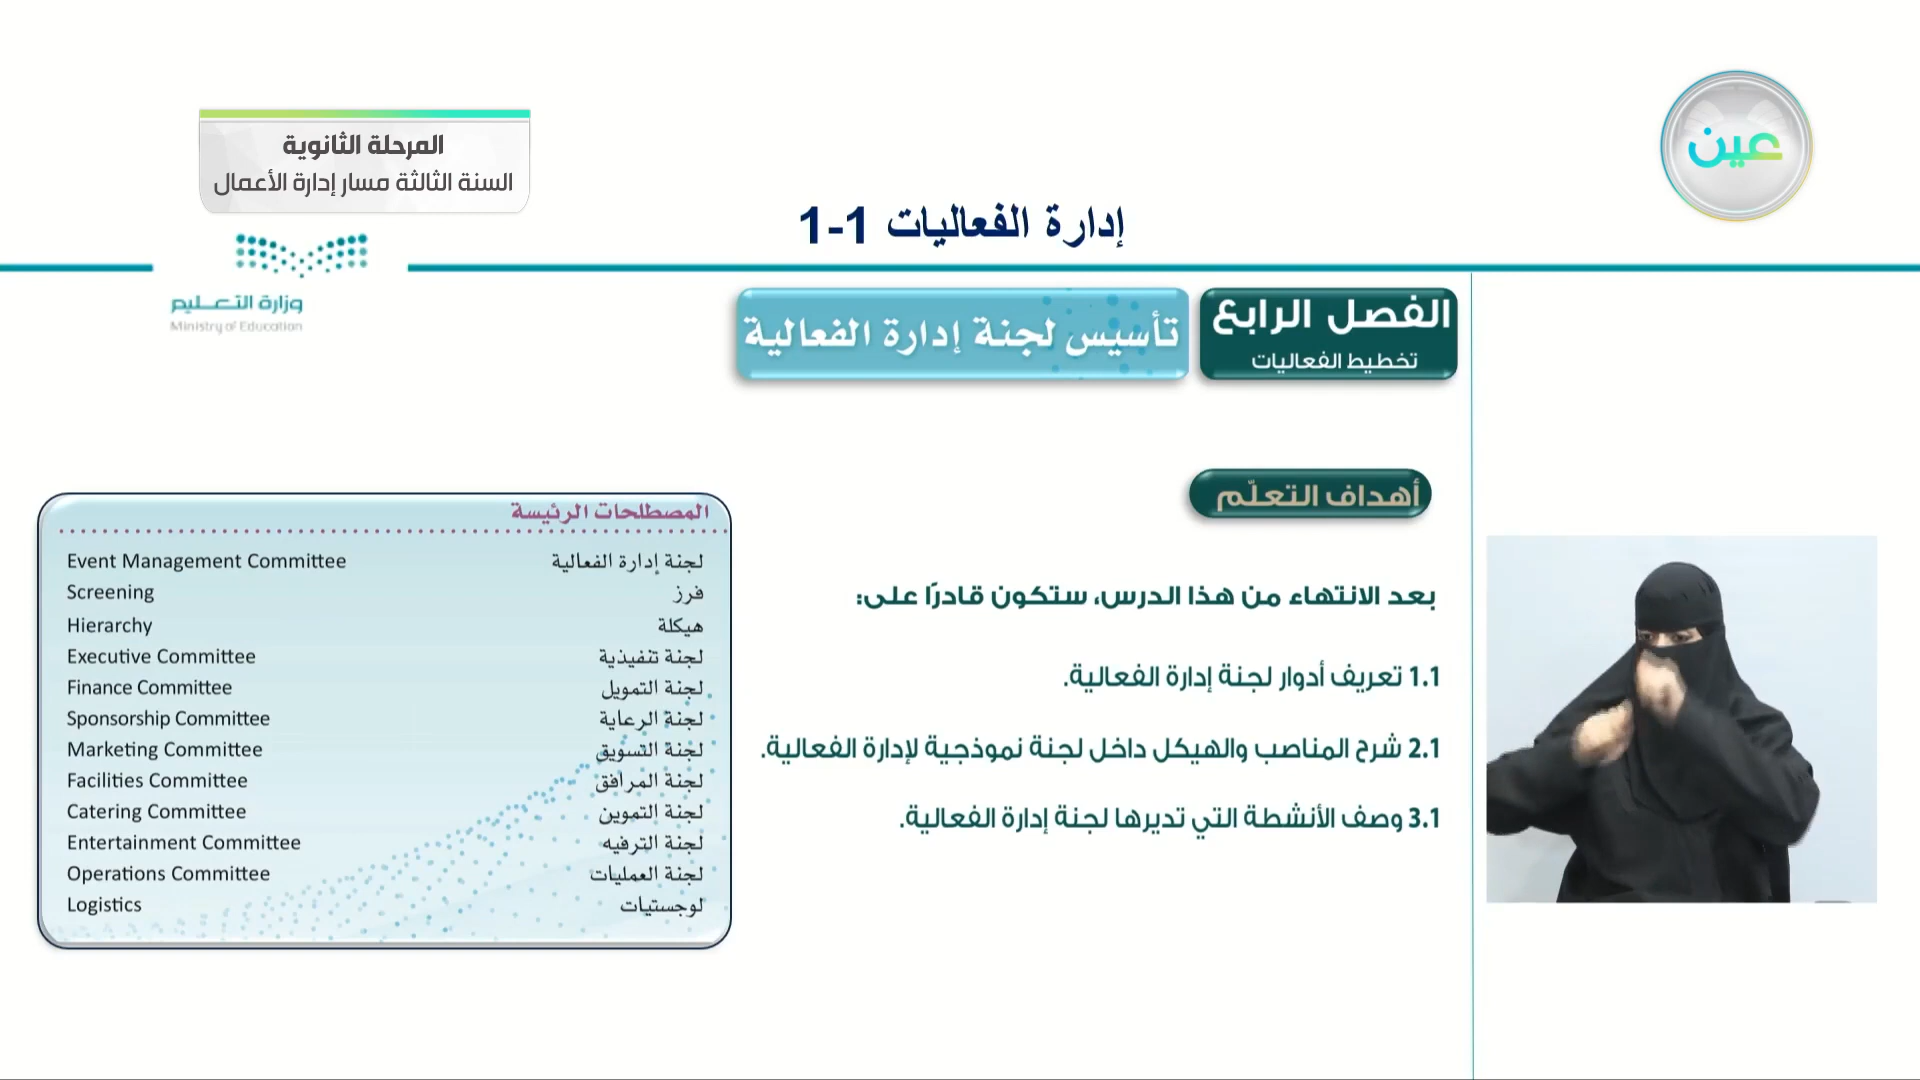 عين
المرحلة الثانوية
السنة الثالثة مسار إدارة الأعمال
إدارة الفعاليات 1-1
وزارة التعليم
Ministry of Education
الفصل الرابع
تخطيط الفعاليات
تأسيس لجنة إدارة الفعالية
أهداف التعلّم
بعد الانتهاء من هذا الدرس، ستكون قادرًا على:
1.1 تعريف أدوار لجنة إدارة الفعالية.
2.1 شرح المناصب والهيكل داخل لجنة نموذجية لإدارة الفعالية.
3.1 وصف الأنشطة التي تديرها لجنة إدارة الفعالية.
المصطلحات الرئيسة
لجنة إدارة الفعالية Event Management Committee
فرز Screening
هيكلة Hierarchy
لجنة تنفيذية Executive Committee
لجنة التمويل Finance Committee
لجنة الرعاية Sponsorship Committee
لجنة التسويق Marketing Committee
لجنة المرافق Facilities Committee
لجنة التموين Catering Committee
لجنة الترفيه Entertainment Committee
لجنة العمليات Operations Committee
لوجستيات Logistics